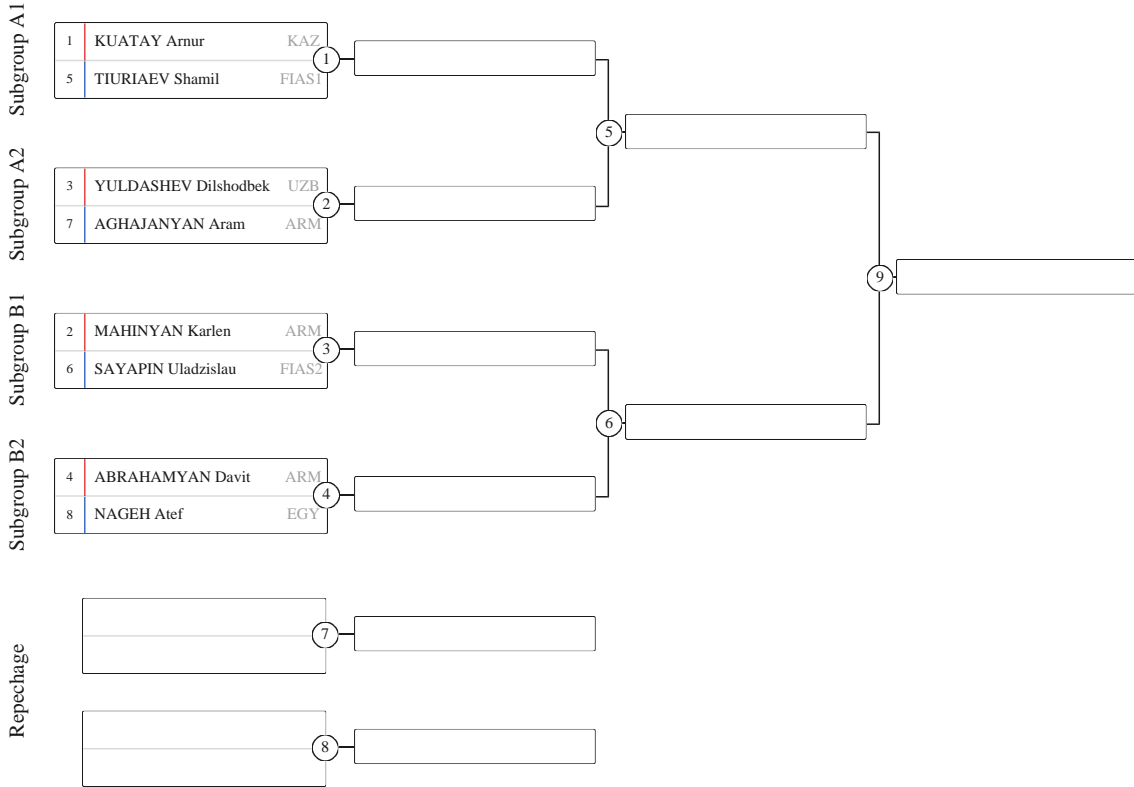 Subgroup A1
1 KUATAY Arnur KAZ
1
5 TIURIAEV Shamil FIAS1
5
Subgroup A2
3 YULDASHEV Dilshodbek UZB
2
7 AGHAJANYAN Aram ARM
9
Subgroup B1
2 MAHINYAN Karlen ARM
3
6 SAYAPIN Uladzislau FIAS2
6
Subgroup B2
4 ABRAHAMYAN Davit ARM
4
8 NAGEH Atef EGY
Repechage
7
8